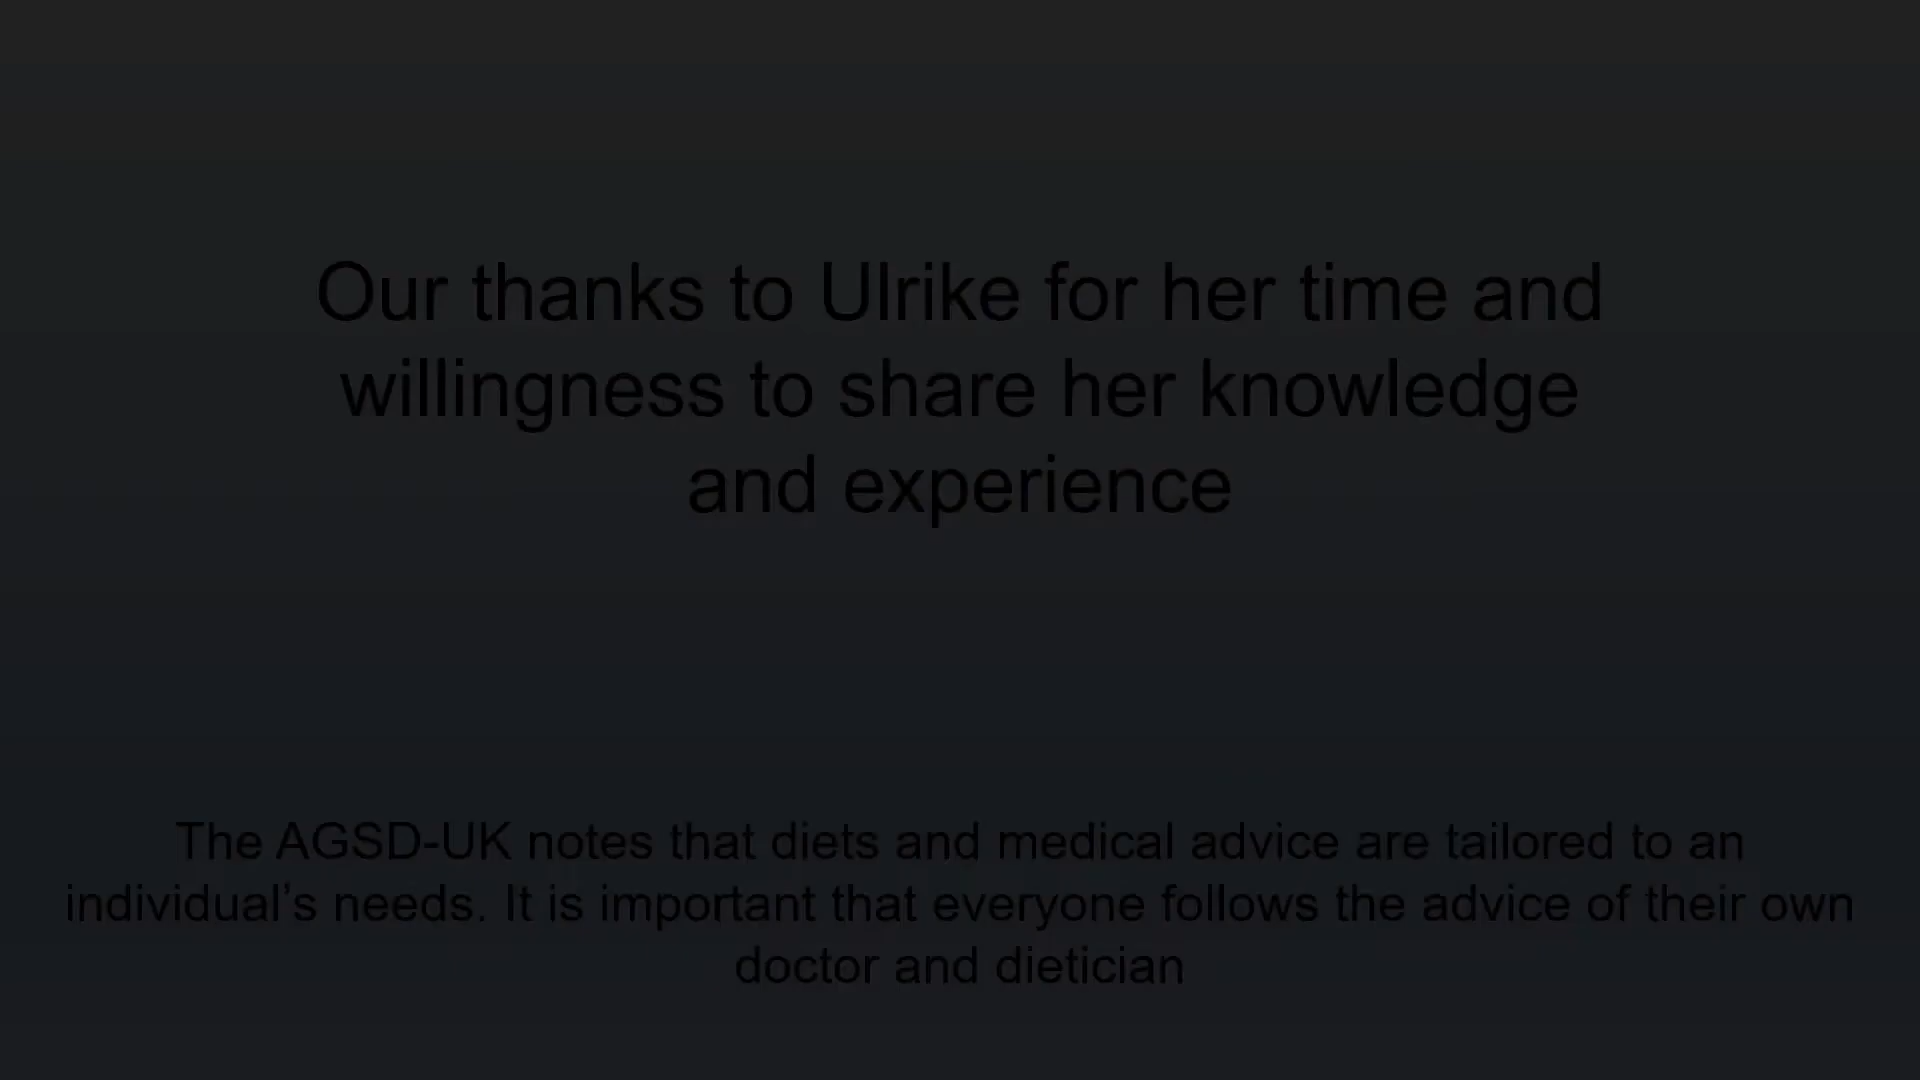 Our thanks to Ulrike for her time and
willingness to share her knowledge
and experience
The AGSD-UK notes that diets and medical advice are tailored to an
individual’s needs. It is important that everyone follows the advice of their own
doctor and dietician